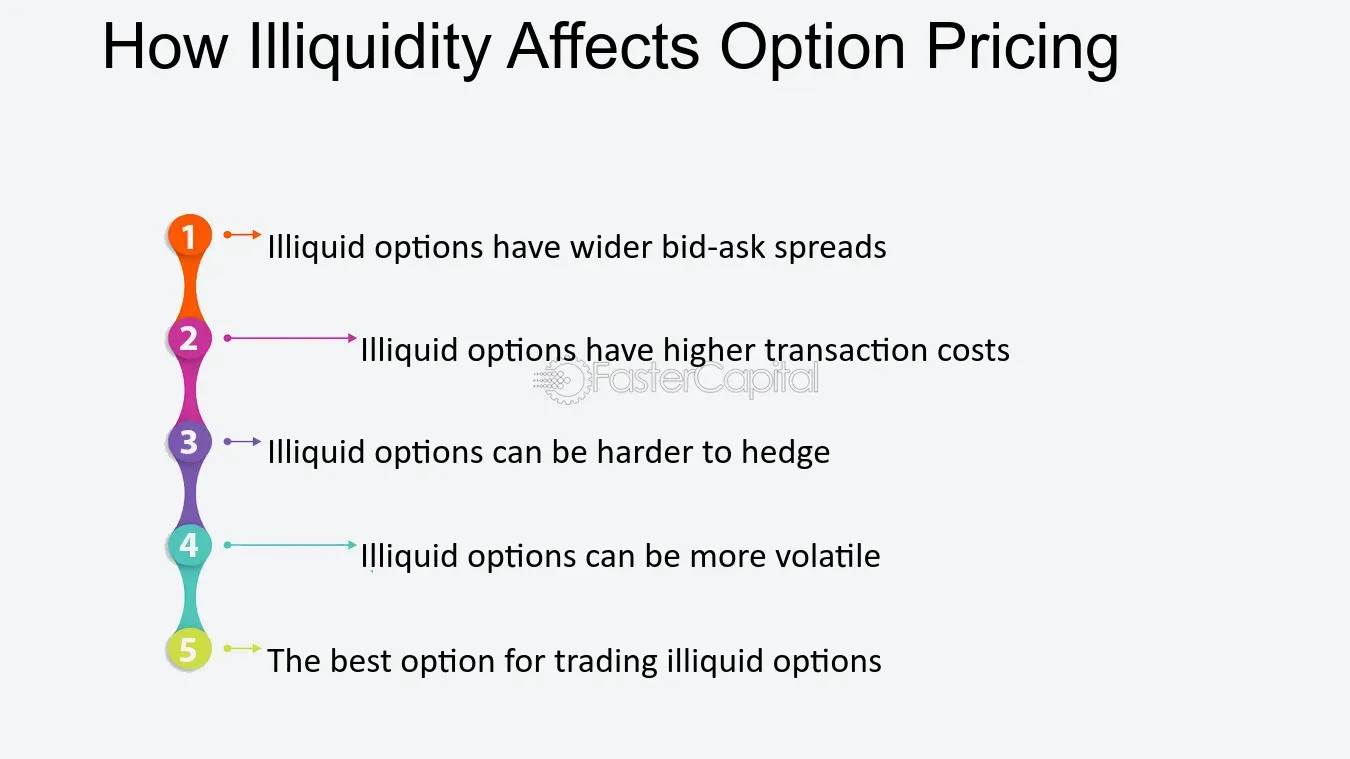 How Illiquidity Affects Option Pricing
1 Illiquid options have wider bid-ask spreads
2 Illiquid options have higher transaction costs
FasterCapital
3 Illiquid options can be harder to hedge
4 Illiquid options can be more volatile
5 The best option for trading illiquid options